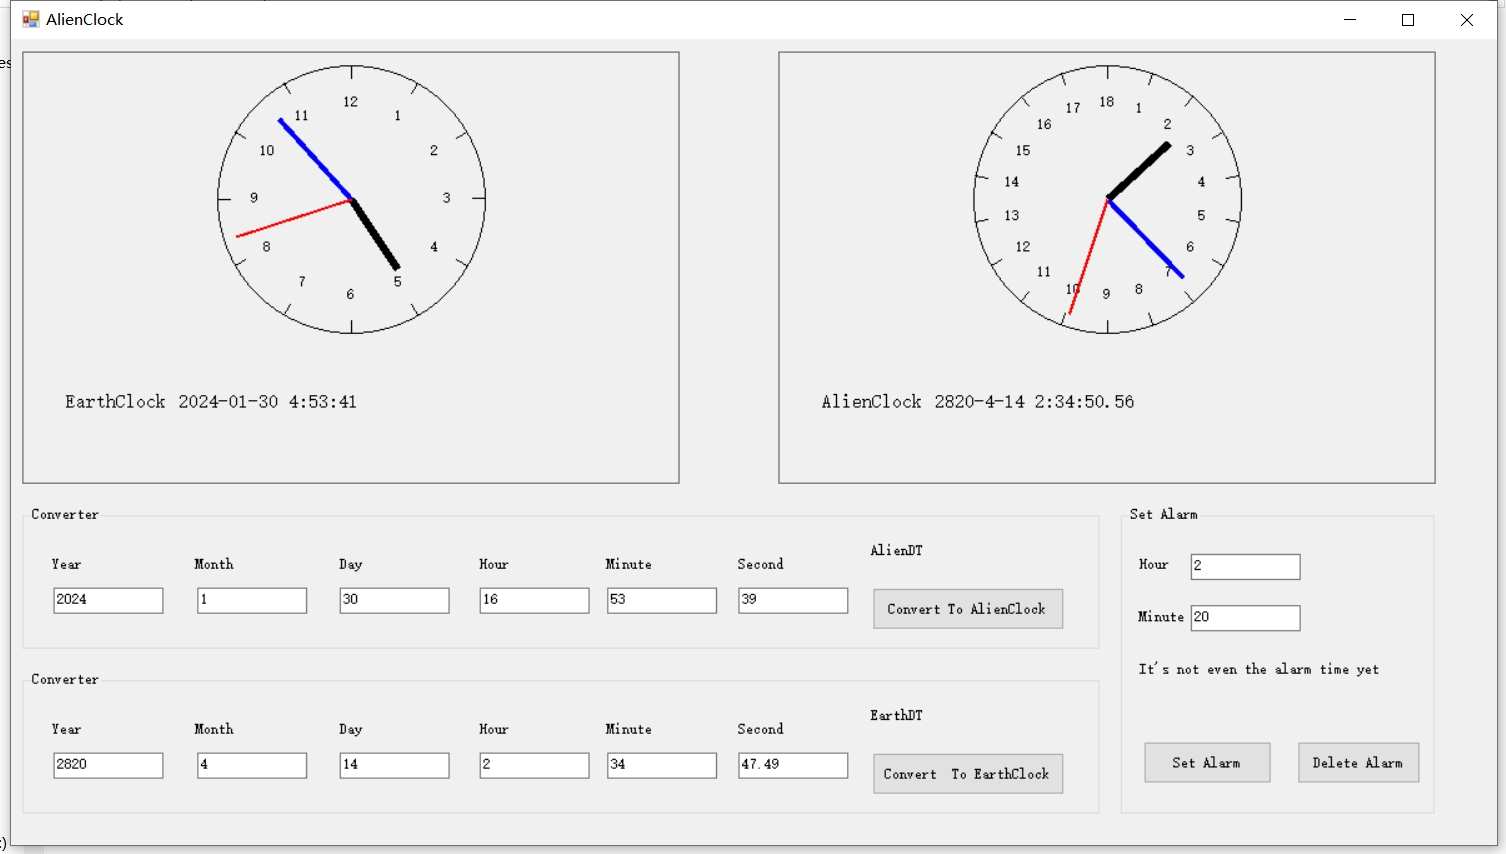 AlienClock
es
12
11
1
10
2
9
3
8
4
7
5
6
18
17
1
16
2
15
3
14
4
13
5
12
6
11
7
10
8
9
EarthClock 2024-01-30 4:53:41
AlienClock 2820-4-14 2:34:50.56
Converter
Year Month Day Hour Minute Second AlienDT
2024 1 30 16 53 39 Convert To AlienClock
Converter
Year Month Day Hour Minute Second EarthDT
2820 4 14 2 34 47.49 Convert To EarthClock
Set Alarm
Hour 2
Minute 20
It's not even the alarm time yet
Set Alarm Delete Alarm